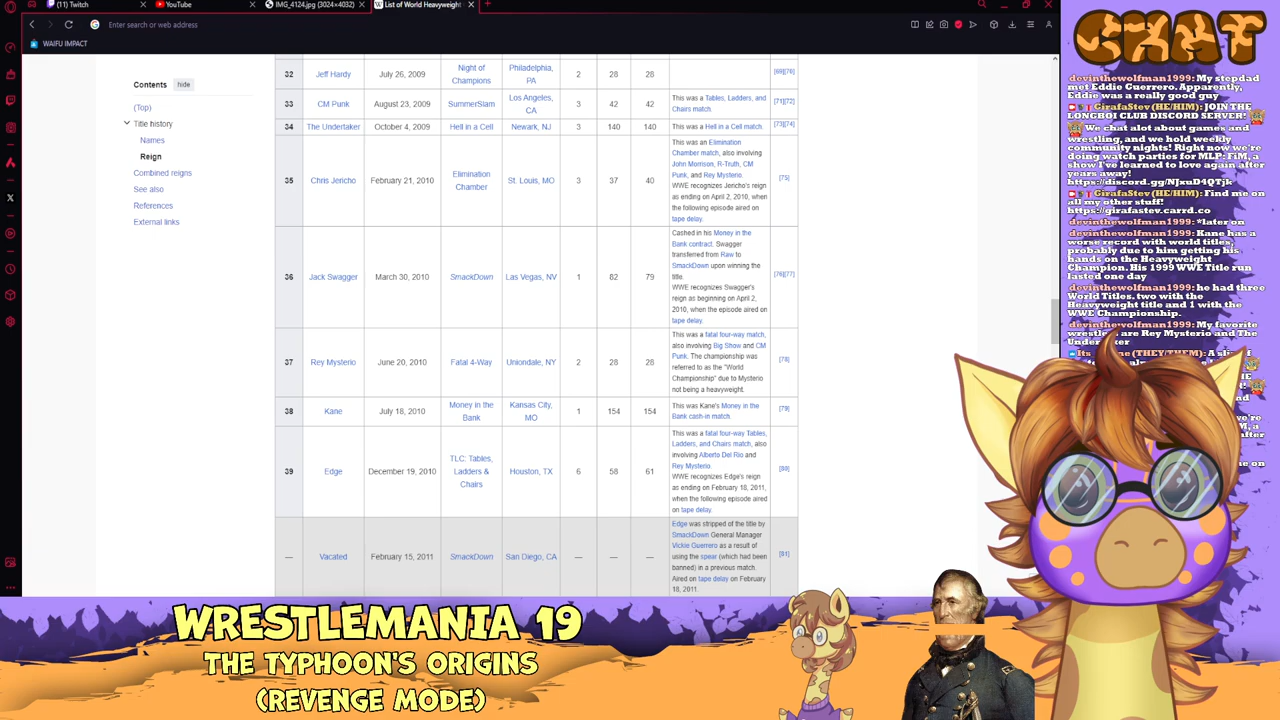 (11) Twitch
YouTube
IMG_4124.jpg (3024×4032)
List of World Heavyweight
Enter search or web address
WAIFU IMPACT
Contents hide
(Top)
Title history
Names
Reign
Combined reigns
See also
References
External links
32 Jeff Hardy July 26, 2009 Night of Champions Philadelphia, PA 2 28 28 [69][70]
33 CM Punk August 23, 2009 SummerSlam Los Angeles, CA 3 42 42 This was a Tables, Ladders, and Chairs match. [71][72]
34 The Undertaker October 4, 2009 Hell in a Cell Newark, NJ 3 140 140 This was a Hell in a Cell match. [73][74]
35 Chris Jericho February 21, 2010 Elimination Chamber St. Louis, MO 3 37 40
This was an Elimination
Chamber match, also involving
John Morrison, R-Truth, CM
Punk, and Rey Mysterio.
WWE recognizes Jericho's reign
as ending on April 2, 2010, when
the following episode aired on
tape delay.
[75]
36 Jack Swagger March 30, 2010 SmackDown Las Vegas, NV 1 82 79
Cashed in his Money in the
Bank contract. Swagger
transferred from Raw to
SmackDown upon winning the
title.
WWE recognizes Swagger's
reign as beginning on April 2,
2010, when the episode aired on
tape delay.
[76][77]
37 Rey Mysterio June 20, 2010 Fatal 4-Way Uniondale, NY 2 28 28
This was a fatal four-way match,
also involving Big Show and CM
Punk. The championship was
referred to as the "World
Championship" due to Mysterio
not being a heavyweight.
[78]
38 Kane July 18, 2010 Money in the Bank Kansas City, MO 1 154 154
This was Kane's Money in the
Bank cash-in match.
[79]
39 Edge December 19, 2010 TLC: Tables, Ladders & Chairs Houston, TX 6 58 61
This was a fatal four-way Tables,
Ladders, and Chairs match, also
involving Alberto Del Rio and
Rey Mysterio.
WWE recognizes Edge's reign
as ending on February 18, 2011,
when the following episode aired
on tape delay.
[80]
— Vacated February 15, 2011 SmackDown San Diego, CA — — —
Edge was stripped of the title by
SmackDown General Manager
Vickie Guerrero as a result of
using the spear (which had been
banned) in a previous match.
Aired on tape delay on February
18, 2011.
[81]
CHAT
devinthewolfman1999: My stepdad
met Eddie Guerrero. Apparently,
Eddie was a really good guy
GirafaStev (HE/HIM): JOIN THE
LONGBOI CLUB DISCORD SERVER!
We chat alot about games and
wrestling, and we hold weekly
community nights! Right now we're
doing watch parties for MLP: FiM, a
show I've learned to love again after
years away!
https://discord.gg/NJxuD4QTjk
GirafaStev (HE/HIM): Find me on
all my other stuff!
https://girafastev.carrd.co
devinthewolfman1999: *later on
devinthewolfman1999: Kane has a
worse record with world titles,
probably due to him getting his
hands on the Heavyweight
Champion. His 1999 WWE Title run
lasted one day
devinthewolfman1999: he had three
World Titles. two with the
Heavyweight title and 1 with the
WWE Championship.
devinthewolfman1999: My favorite
wrestlers are Rey Mysterio and The
Undertaker
(THEY/THEM): A
WRESTLEMANIA 19
THE TYPHOON'S ORIGINS
(REVENGE MODE)